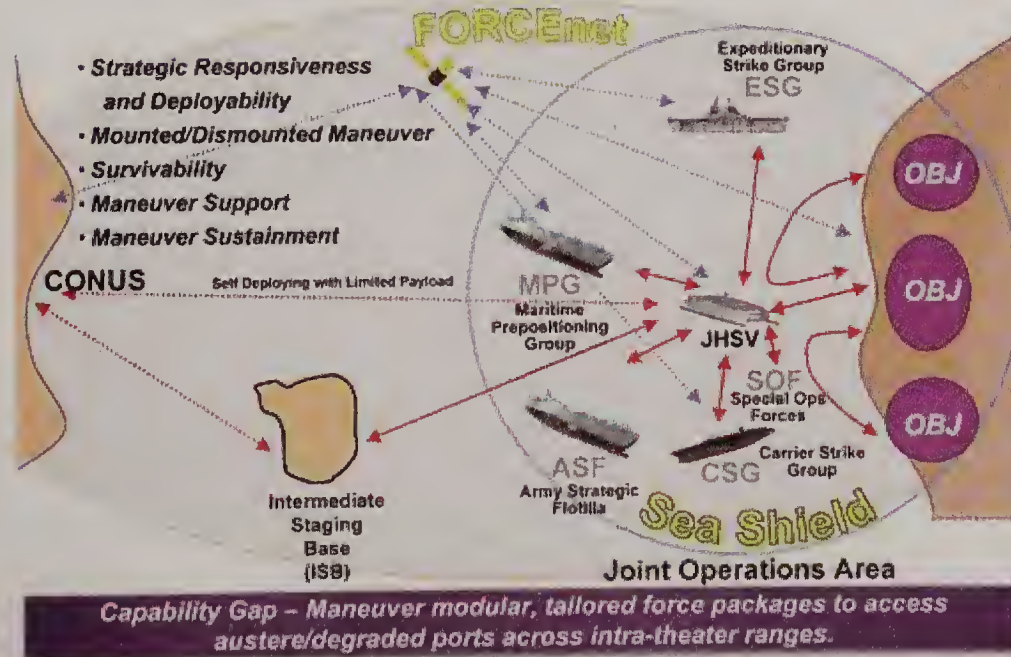 FORCEnet
• Strategic Responsiveness
and Deployability
• Mounted/Dismounted Maneuver
• Survivability
• Maneuver Support
• Maneuver Sustainment
Expeditionary
Strike Group
ESG
OBJ
OBJ
OBJ
CONUS
Self Deploying with Limited Payload
MPG
Maritime
Prepositioning
Group
JHSV
SOF
Special Ops
Forces
ASF
Army Strategic
Flotilla
CSG
Carrier Strike
Group
Intermediate
Staging
Base
(ISB)
Sea Shield
Joint Operations Area
Capability Gap – Maneuver modular, tailored force packages to access
austere/degraded ports across intra-theater ranges.